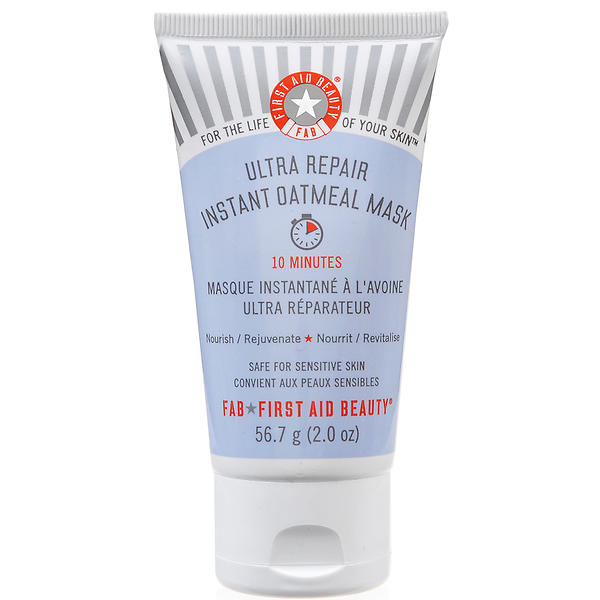 FIRST AID BEAUTY®
FAB
FOR THE LIFE OF YOUR SKIN™
ULTRA REPAIR
INSTANT OATMEAL MASK
10 MINUTES
MASQUE INSTANTANÉ À L'AVOINE
ULTRA RÉPARATEUR
Nourish / Rejuvenate ★ Nourrit / Revitalise
SAFE FOR SENSITIVE SKIN
CONVIENT AUX PEAUX SENSIBLES
FAB★FIRST AID BEAUTY®
56.7 g (2.0 oz)